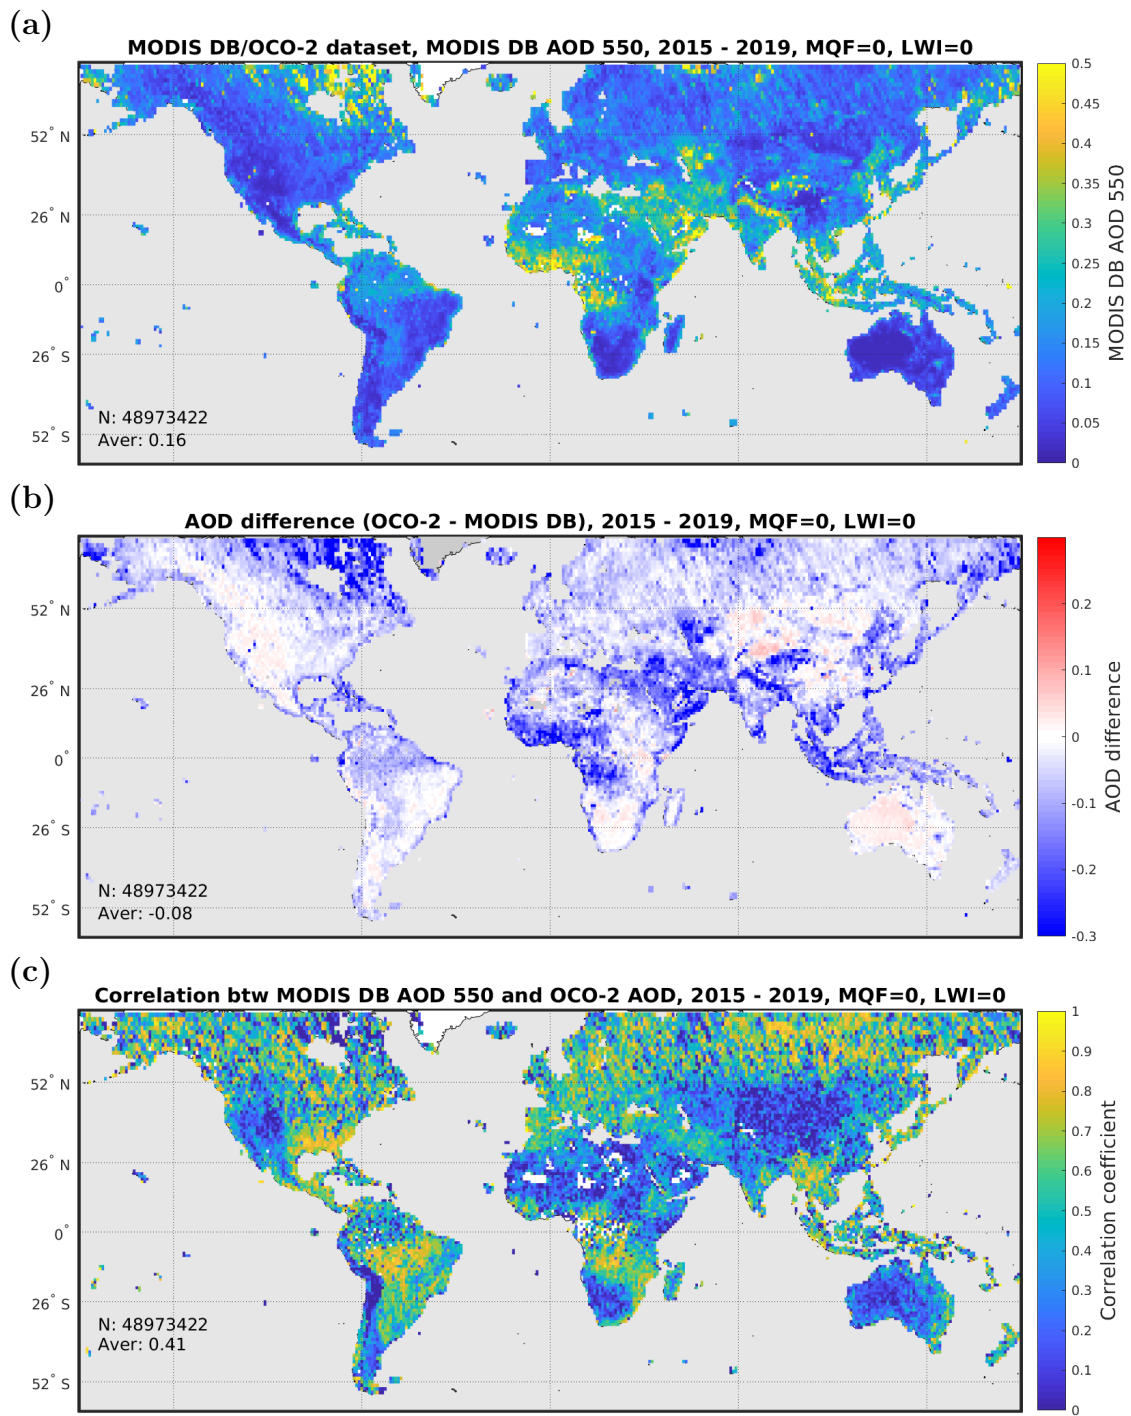 (a)
MODIS DB/OCO-2 dataset, MODIS DB AOD 550, 2015 - 2019, MQF=0, LWI=0
52° N
26° N
0°
26° S
52° S
N: 48973422
Aver: 0.16
0.5
0.45
0.4
0.35
0.3
0.25
0.2
0.15
0.1
0.05
0
MODIS DB AOD 550
(b)
AOD difference (OCO-2 - MODIS DB), 2015 - 2019, MQF=0, LWI=0
52° N
26° N
0°
26° S
52° S
N: 48973422
Aver: -0.08
0.2
0.1
0
-0.1
-0.2
-0.3
AOD difference
(c)
Correlation btw MODIS DB AOD 550 and OCO-2 AOD, 2015 - 2019, MQF=0, LWI=0
52° N
26° N
0°
26° S
52° S
N: 48973422
Aver: 0.41
1
0.9
0.8
0.7
0.6
0.5
0.4
0.3
0.2
0.1
0
Correlation coefficient